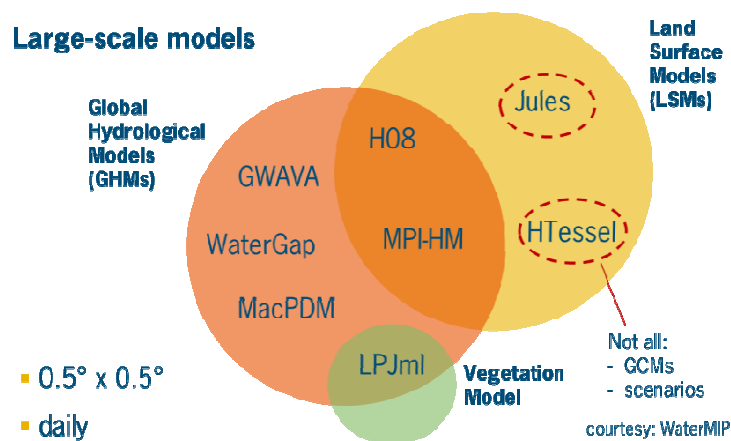 Large-scale models
Land
Surface
Models
(LSMs)
Global
Hydrological
Models
(GHMs)
Jules
H08
GWAVA
WaterGap
MPI-HM
HTessel
MacPDM
LPJml
Vegetation
Model
Not all:
- GCMs
- scenarios
▪ 0.5° x 0.5°
▪ daily
courtesy: WaterMIP